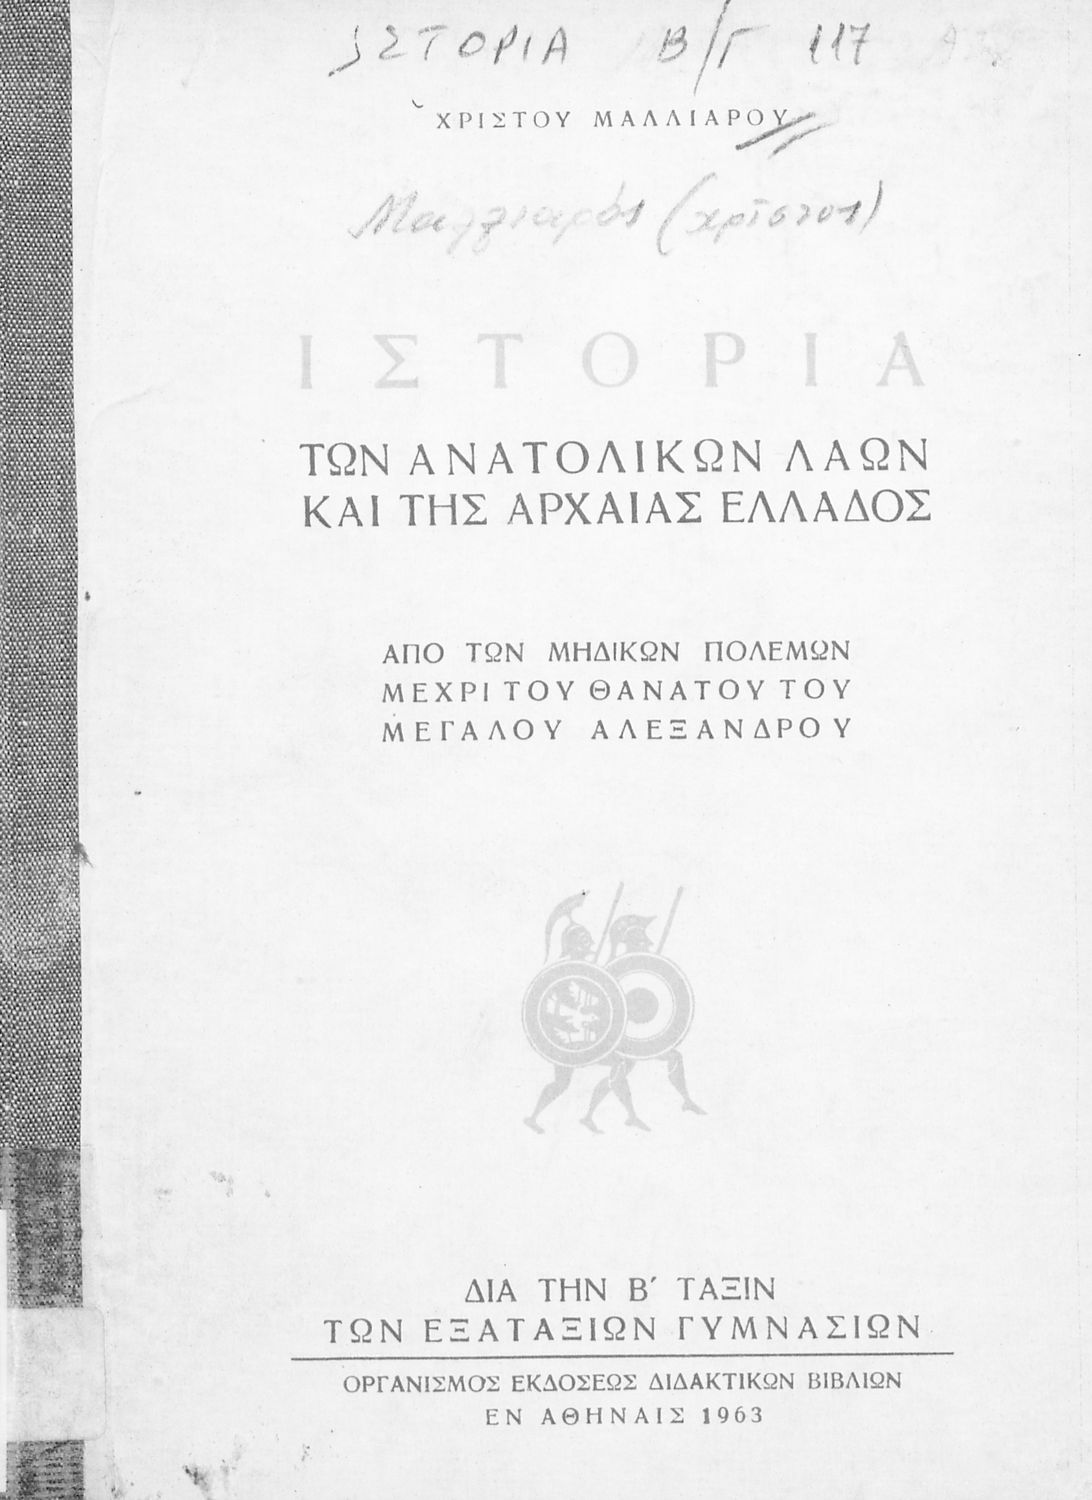 ΙΣΤΟΡΙΑ Β/Γ 117
ΧΡΙΣΤΟΥ ΜΑΛΛΙΑΡΟΥ
Μαλλιαρός (Χρίστος)
ΙΣΤΟΡΙΑ
ΤΩΝ ΑΝΑΤΟΛΙΚΩΝ ΛΑΩΝ
ΚΑΙ ΤΗΣ ΑΡΧΑΙΑΣ ΕΛΛΑΔΟΣ
ΑΠΟ ΤΩΝ ΜΗΔΙΚΩΝ ΠΟΛΕΜΩΝ
ΜΕΧΡΙ ΤΟΥ ΘΑΝΑΤΟΥ ΤΟΥ
ΜΕΓΑΛΟΥ ΑΛΕΞΑΝΔΡΟΥ
ΔΙΑ ΤΗΝ Β΄ ΤΑΞΙΝ
ΤΩΝ ΕΞΑΤΑΞΙΩΝ ΓΥΜΝΑΣΙΩΝ
ΟΡΓΑΝΙΣΜΟΣ ΕΚΔΟΣΕΩΣ ΔΙΔΑΚΤΙΚΩΝ ΒΙΒΛΙΩΝ
ΕΝ ΑΘΗΝΑΙΣ 1963